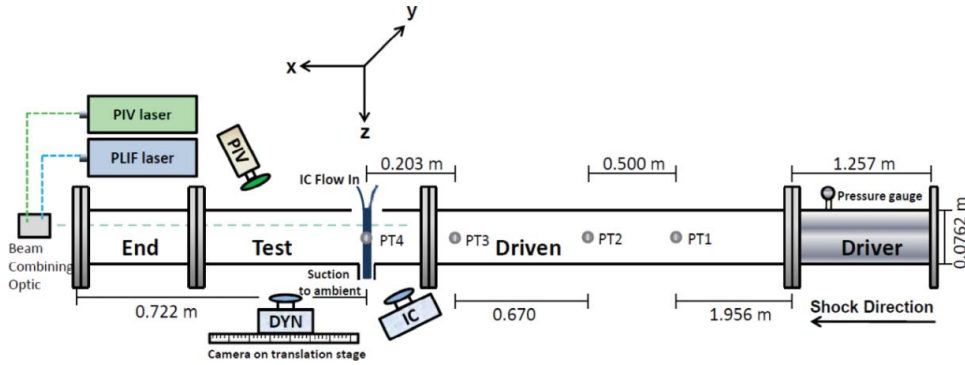 y
x
z
PIV laser
PLIF laser
PIV
IC Flow In
0.203 m
0.500 m
1.257 m
Pressure gauge
0.0762 m
Beam
Combining
Optic
End
Test
PT4
PT3
Driven
PT2
PT1
Driver
Suction
to ambient
0.722 m
DYN
IC
0.670
1.956 m
Shock Direction
Camera on translation stage